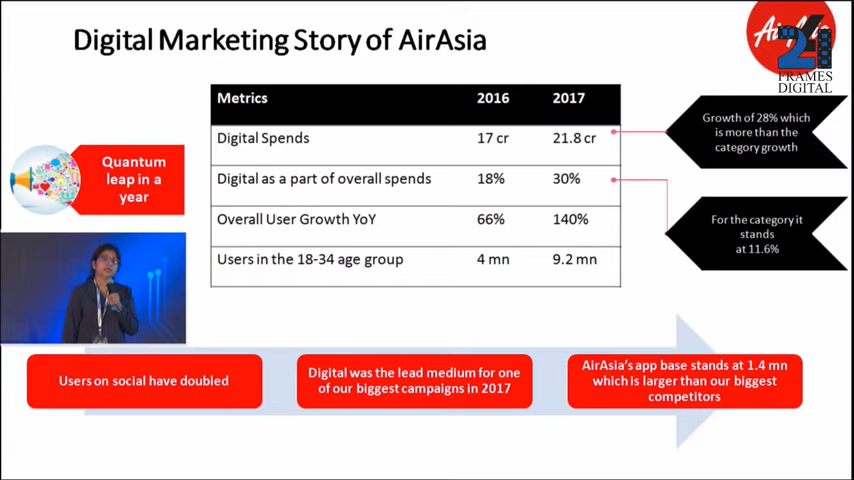 Digital Marketing Story of AirAsia
AirAsia
24
FRAMES
DIGITAL
Metrics 2016 2017
Digital Spends 17 cr 21.8 cr
Digital as a part of overall spends 18% 30%
Overall User Growth YoY 66% 140%
Users in the 18-34 age group 4 mn 9.2 mn
Growth of 28% which
is more than the
category growth
For the category it
stands
at 11.6%
Quantum
leap in a
year
Users on social have doubled
Digital was the lead medium for one
of our biggest campaigns in 2017
AirAsia's app base stands at 1.4 mn
which is larger than our biggest
competitors